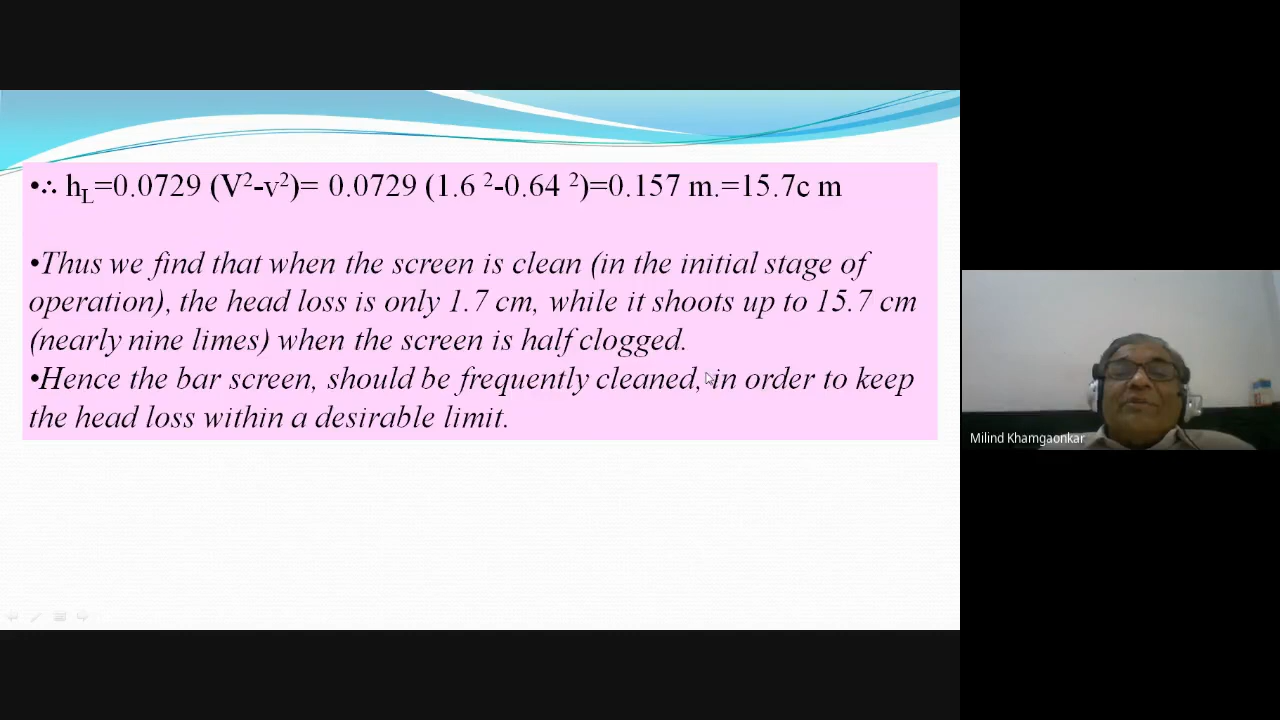 •∴ hL=0.0729 (V²-v²)= 0.0729 (1.6 ²-0.64 ²)=0.157 m.=15.7c m
•Thus we find that when the screen is clean (in the initial stage of
operation), the head loss is only 1.7 cm, while it shoots up to 15.7 cm
(nearly nine limes) when the screen is half clogged.
•Hence the bar screen, should be frequently cleaned, in order to keep
the head loss within a desirable limit.
Milind Khamgaonkar